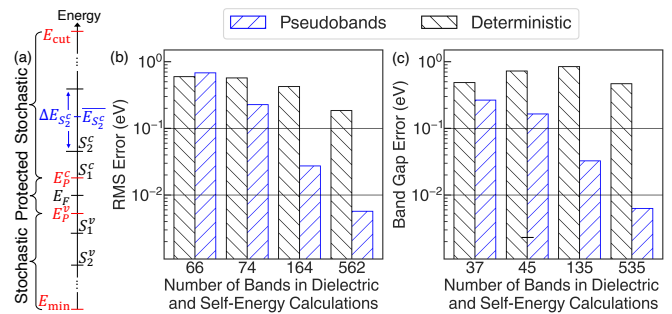 Pseudobands
Deterministic
Energy
(a)
Stochastic Protected Stochastic
E_cut
ΔE_{S_2^c}
\overline{E_{S_2^c}}
S_2^c
S_1^c
E_P^c
E_F
E_P^v
S_1^v
S_2^v
E_min
(b)
RMS Error (eV)
10^0
10^{-1}
10^{-2}
66 74 164 562
Number of Bands in Dielectric
and Self-Energy Calculations
(c)
Band Gap Error (eV)
10^0
10^{-1}
10^{-2}
37 45 135 535
Number of Bands in Dielectric
and Self-Energy Calculations